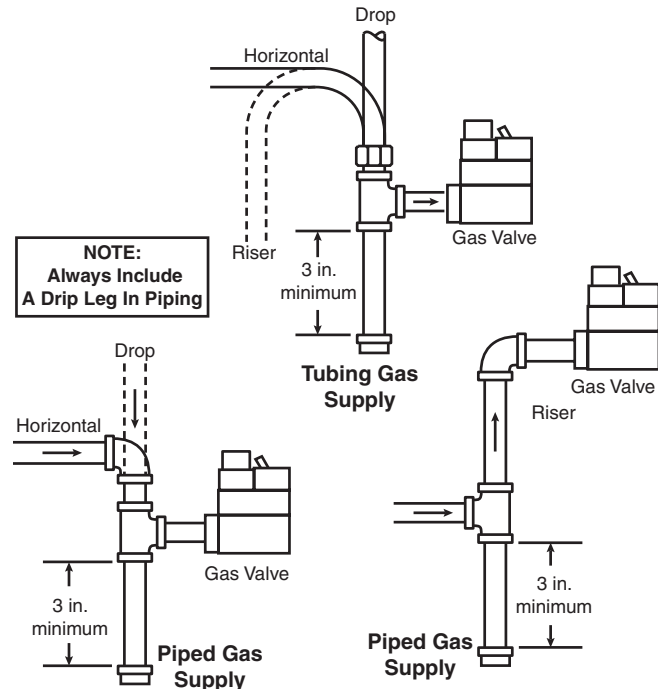 Drop
Horizontal
Riser
Gas Valve
3 in.
minimum
NOTE:
Always Include
A Drip Leg In Piping
Tubing Gas
Supply
Drop
Horizontal
Gas Valve
3 in.
minimum
Piped Gas
Supply
Gas Valve
Riser
3 in.
minimum
Piped Gas
Supply